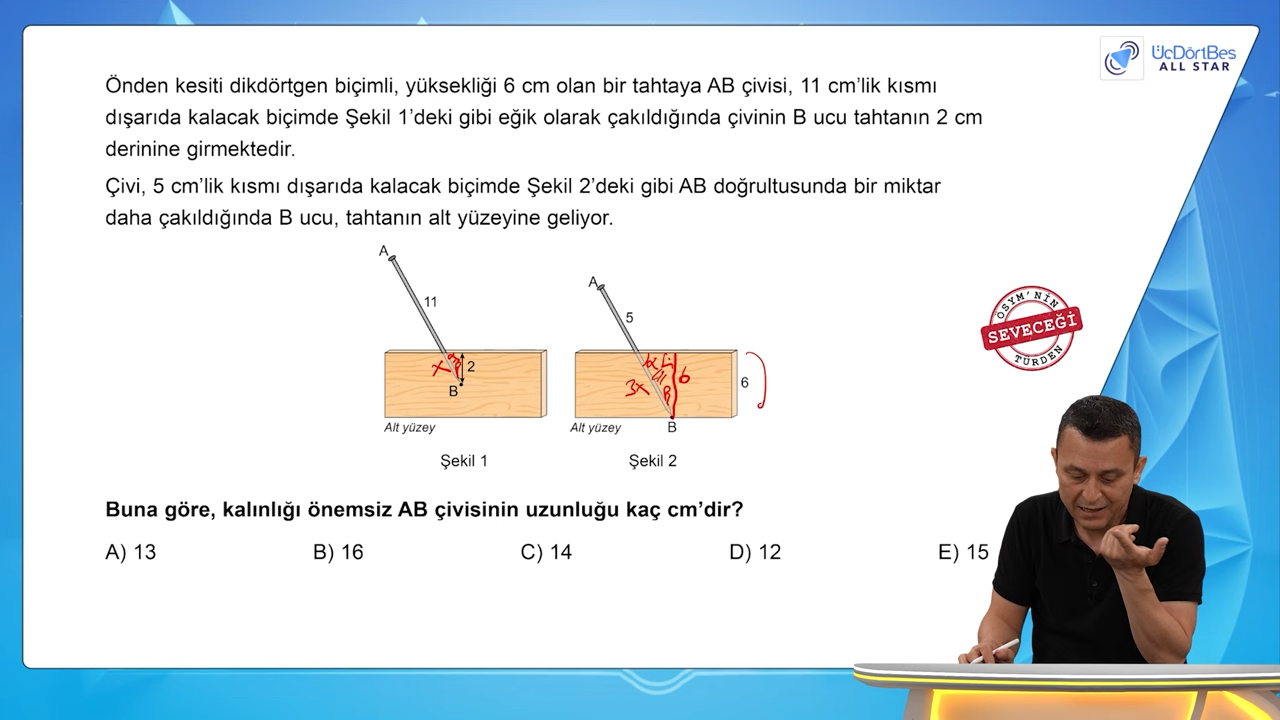 ÜçDörtBeş
ALL STAR
Önden kesiti dikdörtgen biçimli, yüksekliği 6 cm olan bir tahtaya AB çivisi, 11 cm’lik kısmı
dışarıda kalacak biçimde Şekil 1’deki gibi eğik olarak çakıldığında çivinin B ucu tahtanın 2 cm
derinine girmektedir.
Çivi, 5 cm’lik kısmı dışarıda kalacak biçimde Şekil 2’deki gibi AB doğrultusunda bir miktar
daha çakıldığında B ucu, tahtanın alt yüzeyine geliyor.
A
11
x
2
B
Alt yüzey
Şekil 1
A
5
α
3x
6
6
Alt yüzey
B
Şekil 2
ÖSYM’NİN
SEVECEĞİ
TÜRDEN
Buna göre, kalınlığı önemsiz AB çivisinin uzunluğu kaç cm’dir?
A) 13 B) 16 C) 14 D) 12 E) 15